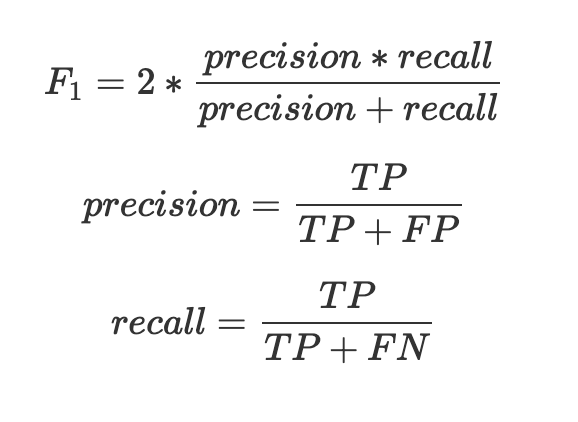 F₁ = 2 * precision * recall / precision + recall
precision = TP / TP + FP
recall = TP / TP + FN